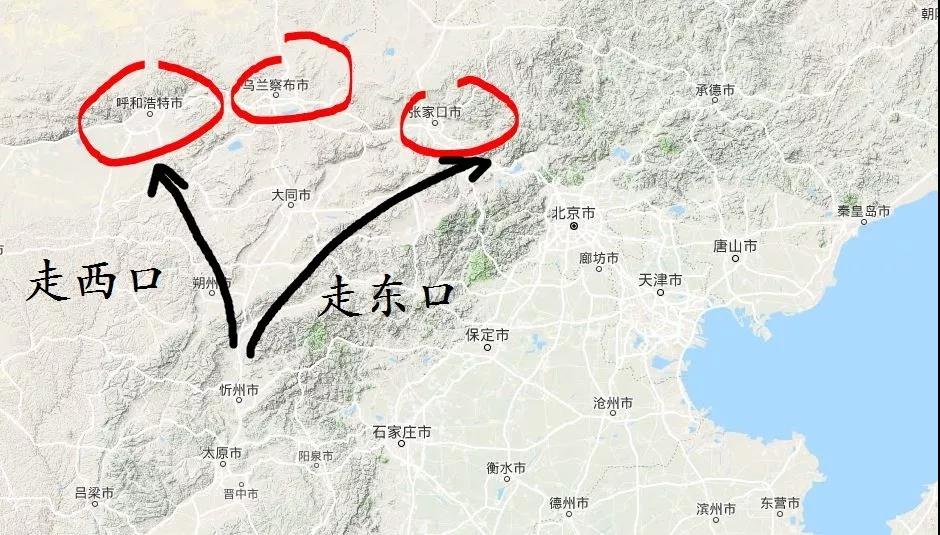 朝阳
乌兰察布市
承德市
呼和浩特市
张家口市
大同市
北京市
秦皇岛市
唐山市
廊坊市
走西口
朔州市
走东口
天津市
保定市
忻州市
沧州市
石家庄市
太原市
阳泉市
衡水市
吕梁市
晋中市
德州市
滨州市
东营市